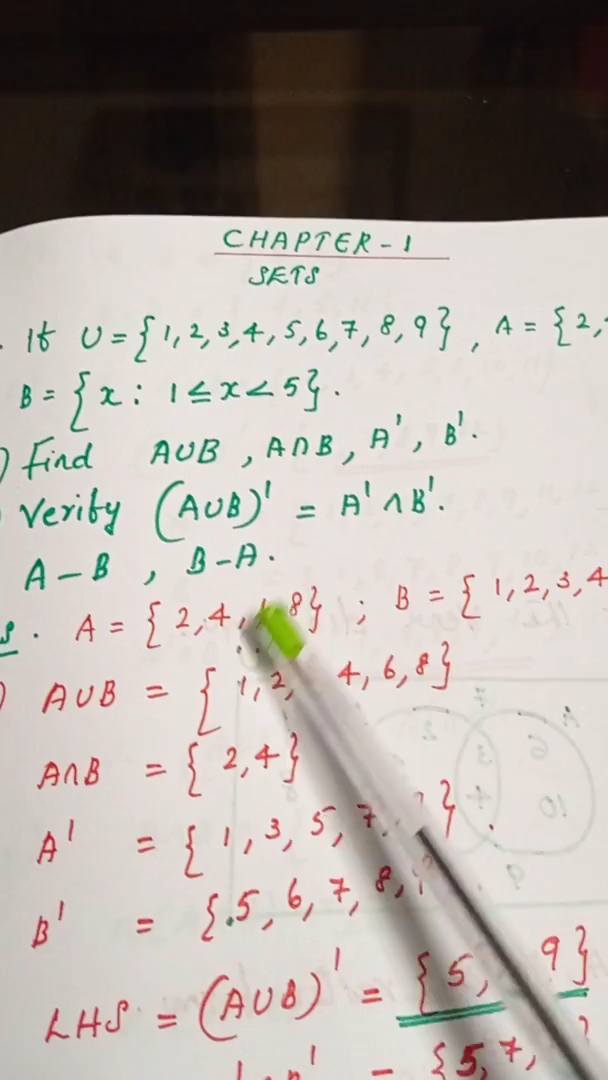 CHAPTER - 1
SETS
If U = {1, 2, 3, 4, 5, 6, 7, 8, 9}, A = {2,
B = {x : 1 ≤ x < 5}.
) Find A∪B, A∩B, A', B'.
Verify (A∪B)' = A' ∩ B'.
A - B, B - A.
S. A = {2, 4, 8} ; B = {1, 2, 3, 4
) A∪B = {1, 2, 4, 6, 8}
A∩B = {2, 4}
A' = {1, 3, 5, 7, }.
B' = {5, 6, 7, 8,
LHS = (A∪B)' = {5, 9}
= {5, 7,